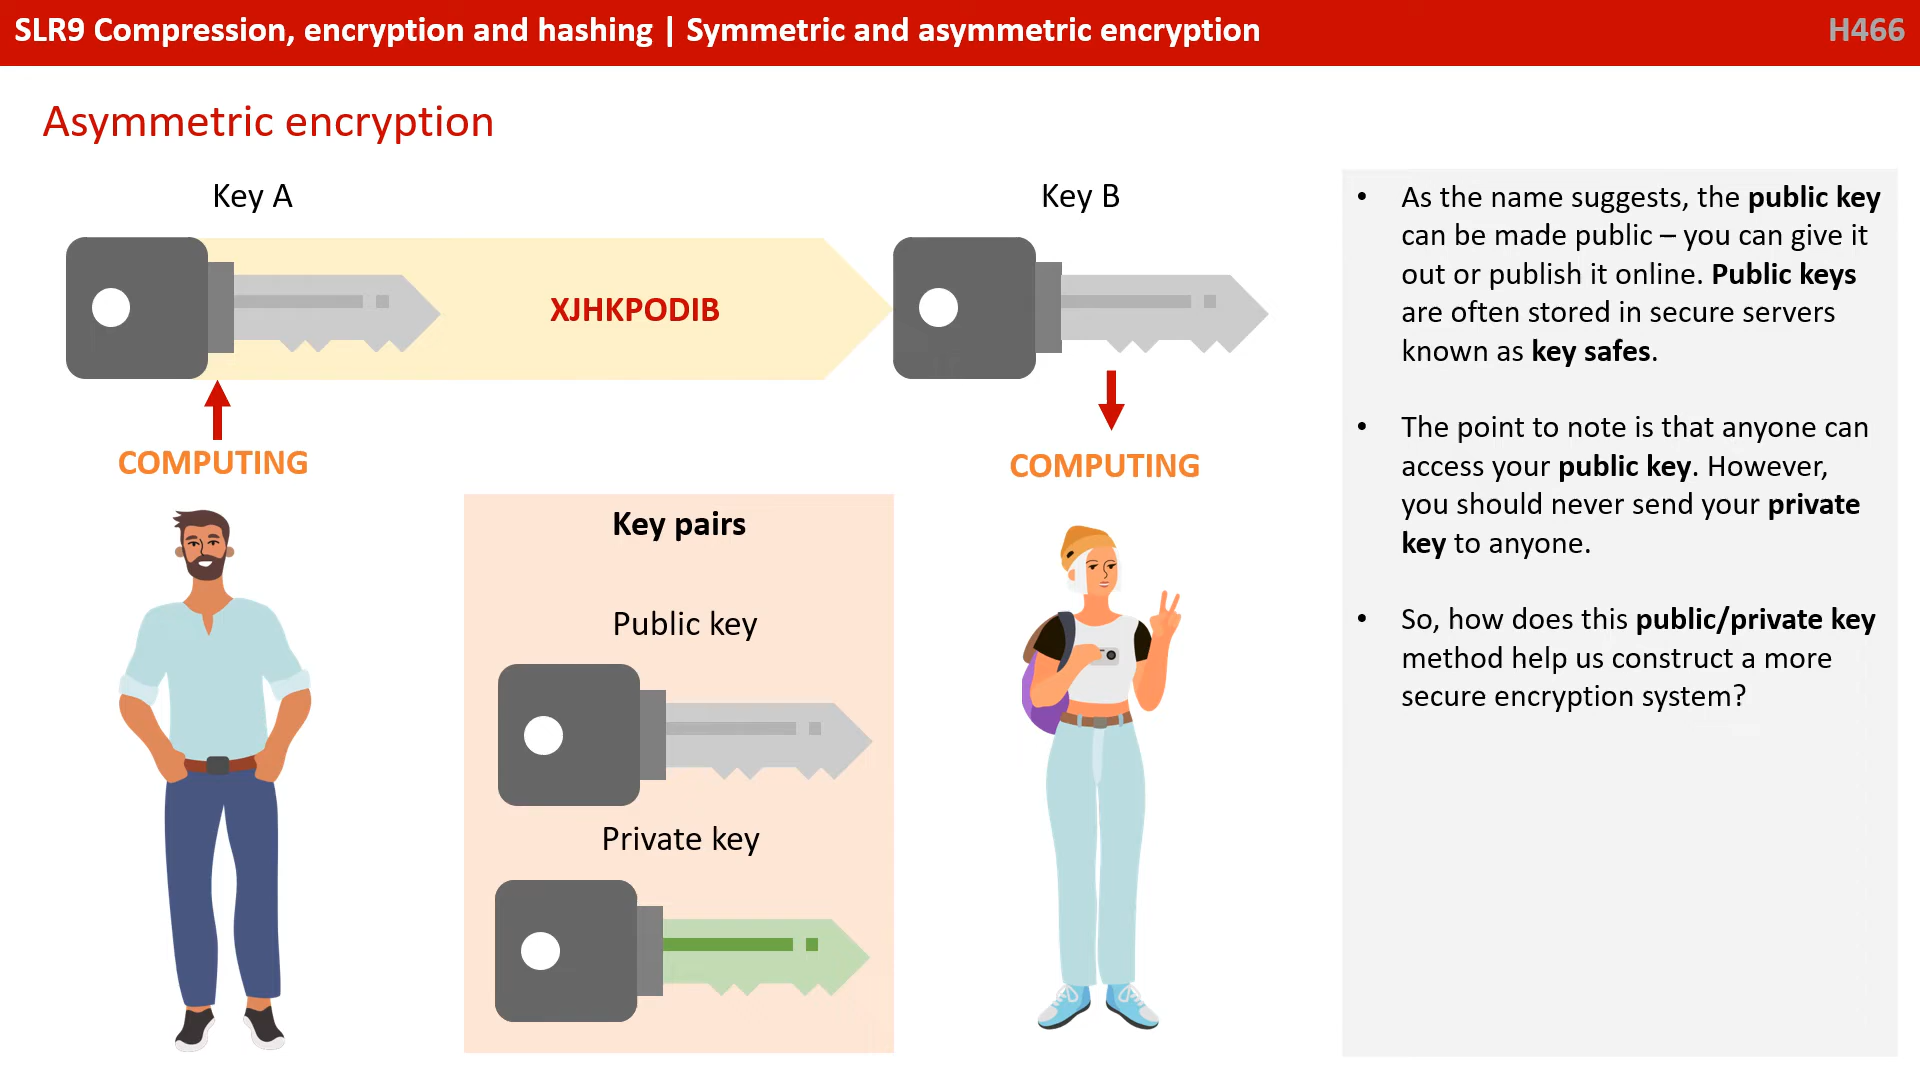 SLR9 Compression, encryption and hashing | Symmetric and asymmetric encryption
H466
Asymmetric encryption
Key A
Key B
XJHKPODIB
COMPUTING
COMPUTING
Key pairs
Public key
Private key
• As the name suggests, the public key
can be made public – you can give it
out or publish it online. Public keys
are often stored in secure servers
known as key safes.
• The point to note is that anyone can
access your public key. However,
you should never send your private
key to anyone.
• So, how does this public/private key
method help us construct a more
secure encryption system?